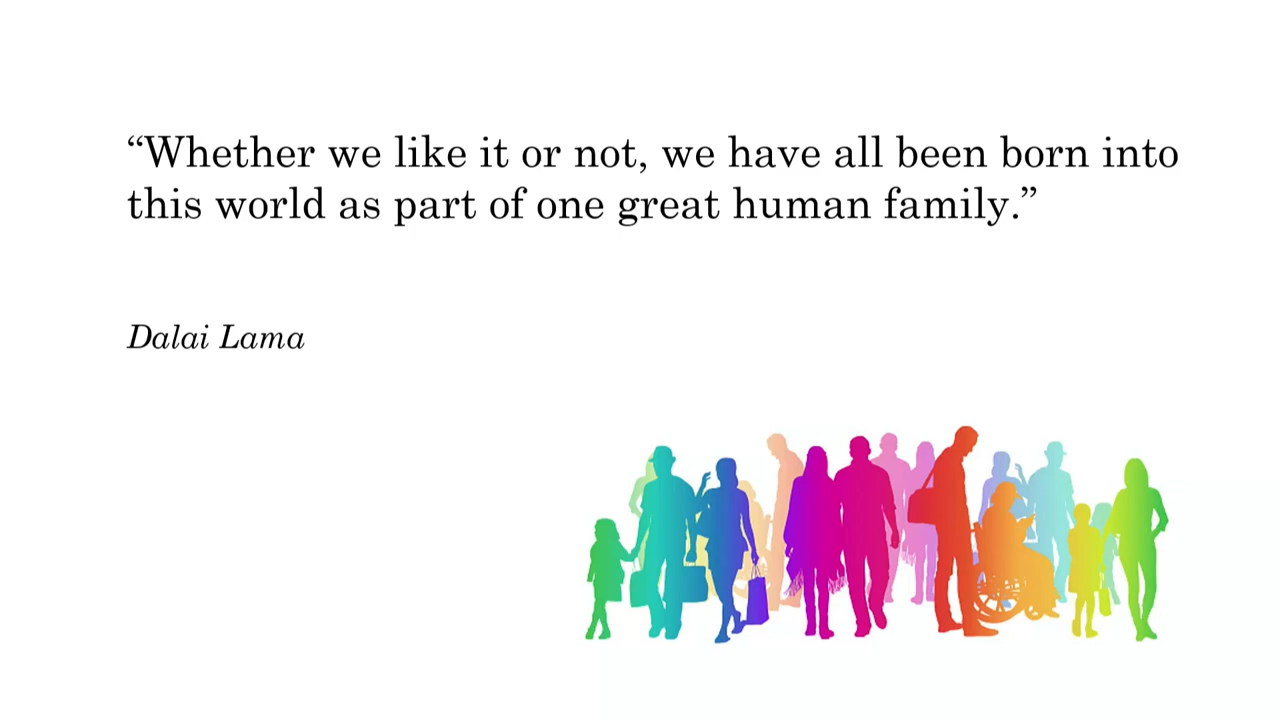 “Whether we like it or not, we have all been born into
this world as part of one great human family.”
Dalai Lama